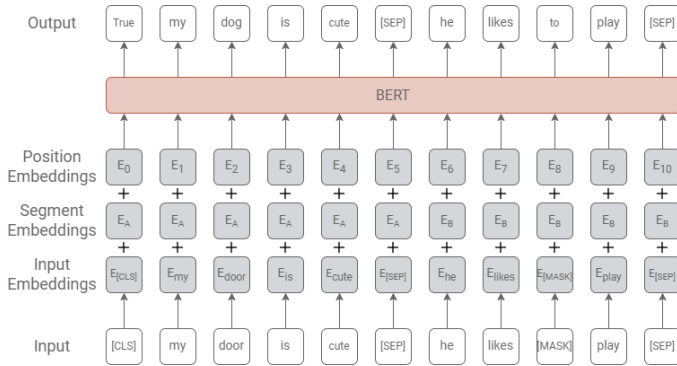 Output True my dog is cute [SEP] he likes to play [SEP]
BERT
Position Embeddings E0 E1 E2 E3 E4 E5 E6 E7 E8 E9 E10
+ + + + + + + + + + +
Segment Embeddings EA EA EA EA EA EA EB EB EB EB EB
+ + + + + + + + + + +
Input Embeddings E[CLS] Emy Edoor Eis Ecute E[SEP] Ehe Elikes E[MASK] Eplay E[SEP]
Input [CLS] my door is cute [SEP] he likes [MASK] play [SEP]